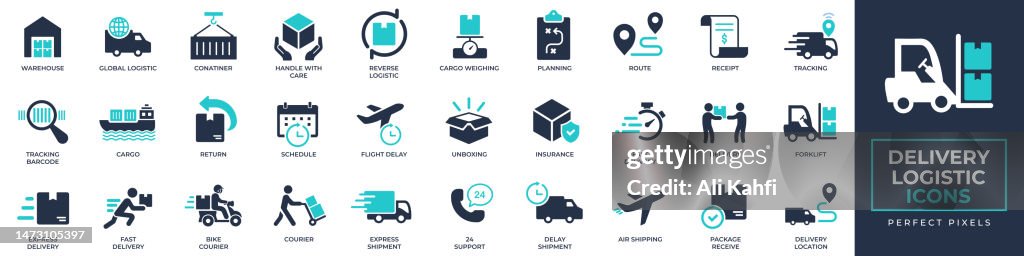 WAREHOUSE
GLOBAL LOGISTIC
CONATINER
HANDLE WITH
CARE
REVERSE
LOGISTIC
CARGO WEIGHING
PLANNING
ROUTE
RECEIPT
TRACKING
TRACKING
BARCODE
CARGO
RETURN
SCHEDULE
FLIGHT DELAY
UNBOXING
INSURANCE
FORKLIFT
gettyimages
Credit: Ali Kahfi
EXPRESS
DELIVERY
FAST
DELIVERY
BIKE
COURIER
COURIER
EXPRESS
SHIPMENT
24
24
SUPPORT
DELAY
SHIPMENT
AIR SHIPPING
PACKAGE
RECEIVE
DELIVERY
LOCATION
DELIVERY
LOGISTIC
ICONS
PERFECT PIXELS
1473105397